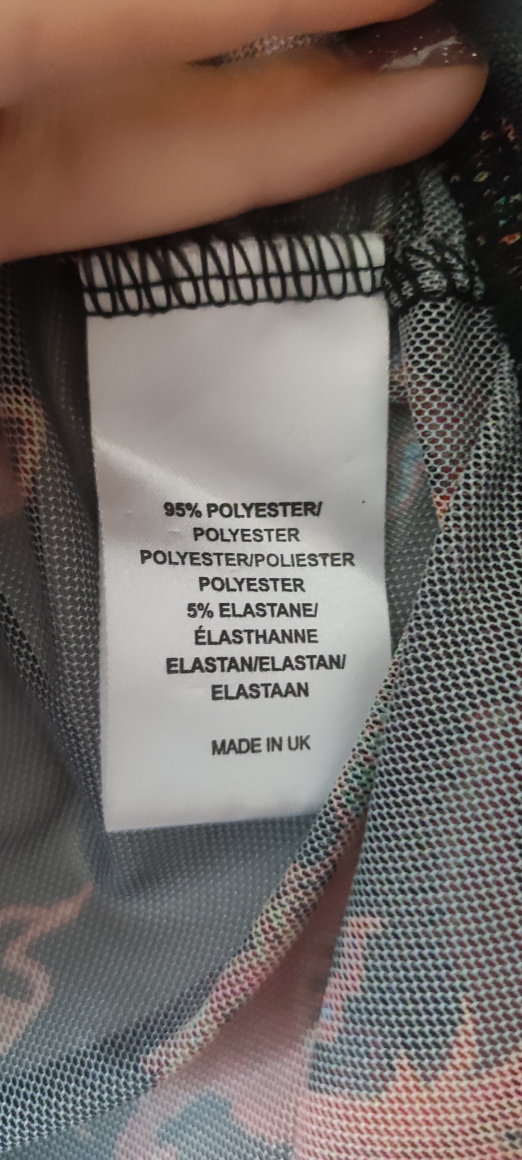 95% POLYESTER/
POLYESTER
POLYESTER/POLIESTER
POLYESTER
5% ELASTANE/
ÉLASTHANNE
ELASTAN/ELASTAN/
ELASTAAN
MADE IN UK